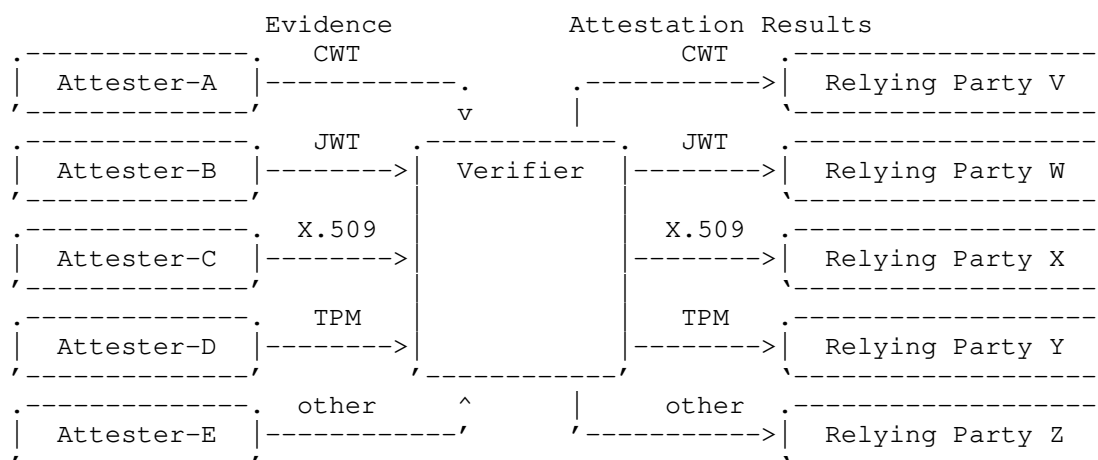 Evidence Attestation Results
CWT CWT
Attester-A Relying Party V
v
JWT JWT
Attester-B Verifier Relying Party W
X.509 X.509
Attester-C Relying Party X
TPM TPM
Attester-D Relying Party Y
other other
Attester-E Relying Party Z